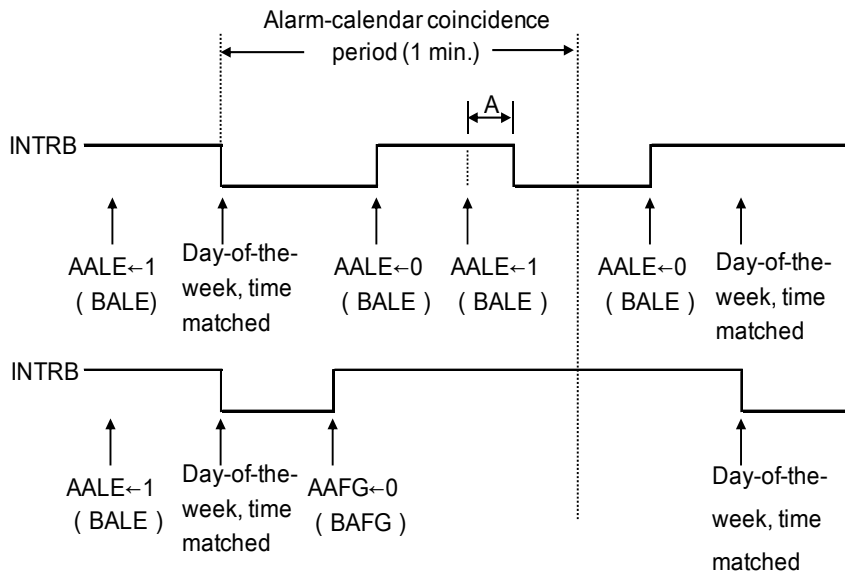 Alarm-calendar coincidence
period (1 min.)
A
INTRB
AALE←1
( BALE)
Day-of-the-
week, time
matched
AALE←0
( BALE )
AALE←1
( BALE )
AALE←0
( BALE )
Day-of-the-
week, time
matched
INTRB
AALE←1
( BALE )
Day-of-the-
week, time
matched
AAFG←0
( BAFG )
Day-of-the-
week, time
matched